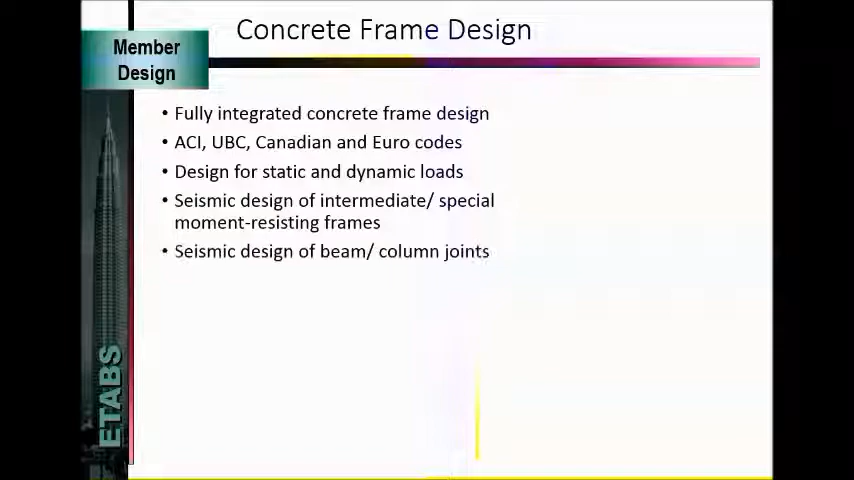 Concrete Frame Design
Member
Design
• Fully integrated concrete frame design
• ACI, UBC, Canadian and Euro codes
• Design for static and dynamic loads
• Seismic design of intermediate/ special
moment-resisting frames
• Seismic design of beam/ column joints
ETABS